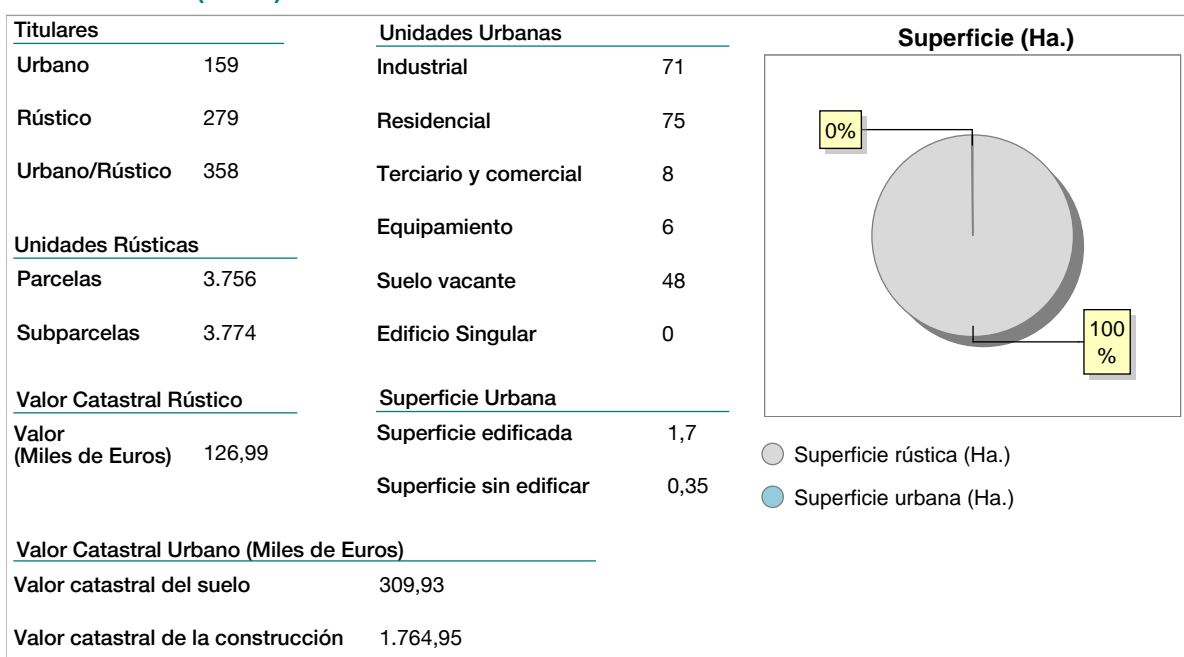 Titulares
Urbano 159
Rústico 279
Urbano/Rústico 358
Unidades Rústicas
Parcelas 3.756
Subparcelas 3.774
Valor Catastral Rústico
Valor
(Miles de Euros) 126,99
Unidades Urbanas
Industrial 71
Residencial 75
Terciario y comercial 8
Equipamiento 6
Suelo vacante 48
Edificio Singular 0
Superficie Urbana
Superficie edificada 1,7
Superficie sin edificar 0,35
Valor Catastral Urbano (Miles de Euros)
Valor catastral del suelo 309,93
Valor catastral de la construcción 1.764,95
Superficie (Ha.)
0%
100
%
Superficie rústica (Ha.)
Superficie urbana (Ha.)